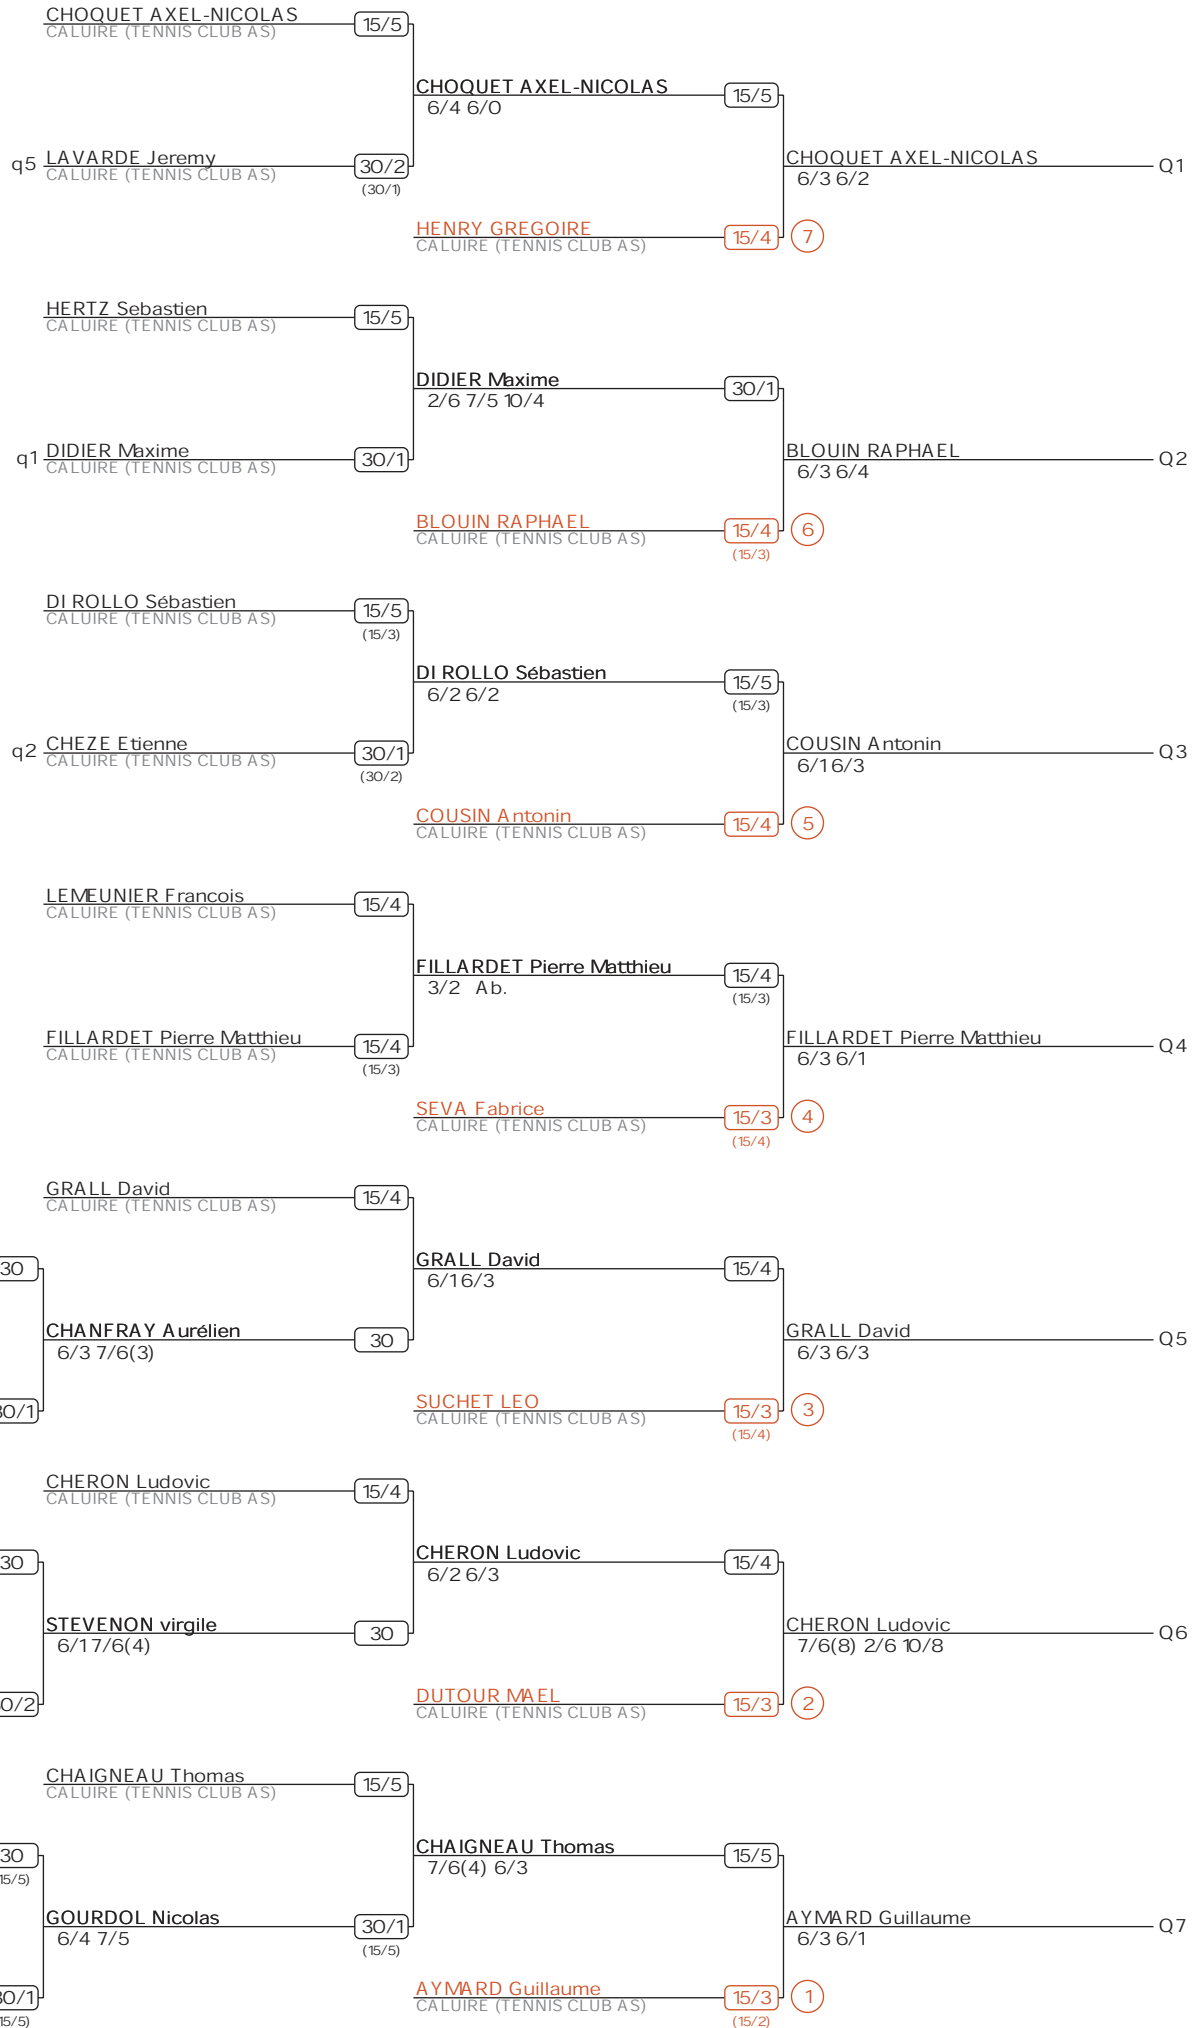 CHOQUET AXEL-NICOLAS
CALUIRE (TENNIS CLUB AS)
15/5
CHOQUET AXEL-NICOLAS
6/4 6/0
15/5
q5 LAVARDE Jeremy
CALUIRE (TENNIS CLUB AS)
30/2
(30/1)
CHOQUET AXEL-NICOLAS
6/3 6/2
Q1
HENRY GREGOIRE
CALUIRE (TENNIS CLUB AS)
15/4
7
HERTZ Sebastien
CALUIRE (TENNIS CLUB AS)
15/5
DIDIER Maxime
2/6 7/5 10/4
30/1
q1 DIDIER Maxime
CALUIRE (TENNIS CLUB AS)
30/1
BLOUIN RAPHAEL
6/3 6/4
Q2
BLOUIN RAPHAEL
CALUIRE (TENNIS CLUB AS)
15/4
(15/3)
6
DI ROLLO Sébastien
CALUIRE (TENNIS CLUB AS)
15/5
(15/3)
DI ROLLO Sébastien
6/2 6/2
15/5
(15/3)
q2 CHEZE Etienne
CALUIRE (TENNIS CLUB AS)
30/1
(30/2)
COUSIN Antonin
6/1 6/3
Q3
COUSIN Antonin
CALUIRE (TENNIS CLUB AS)
15/4
5
LEMEUNIER Francois
CALUIRE (TENNIS CLUB AS)
15/4
FILLARDET Pierre Matthieu
3/2 Ab.
15/4
(15/3)
FILLARDET Pierre Matthieu
CALUIRE (TENNIS CLUB AS)
15/4
(15/3)
FILLARDET Pierre Matthieu
6/3 6/1
Q4
SEVA Fabrice
CALUIRE (TENNIS CLUB AS)
15/3
(15/4)
4
GRALL David
CALUIRE (TENNIS CLUB AS)
15/4
30
GRALL David
6/1 6/3
15/4
CHANFRAY Aurélien
6/3 7/6(3)
30
GRALL David
6/3 6/3
Q5
0/1
SUCHET LEO
CALUIRE (TENNIS CLUB AS)
15/3
(15/4)
3
CHERON Ludovic
CALUIRE (TENNIS CLUB AS)
15/4
30
CHERON Ludovic
6/2 6/3
15/4
STEVENON virgile
6/1 7/6(4)
30
CHERON Ludovic
7/6(8) 2/6 10/8
Q6
0/2
DUTOUR MAEL
CALUIRE (TENNIS CLUB AS)
15/3
2
CHAIGNEAU Thomas
CALUIRE (TENNIS CLUB AS)
15/5
30
15/5)
CHAIGNEAU Thomas
7/6(4) 6/3
15/5
GOURDOL Nicolas
6/4 7/5
30/1
(15/5)
AYMARD Guillaume
6/3 6/1
Q7
0/1
15/5)
AYMARD Guillaume
CALUIRE (TENNIS CLUB AS)
15/3
(15/2)
1